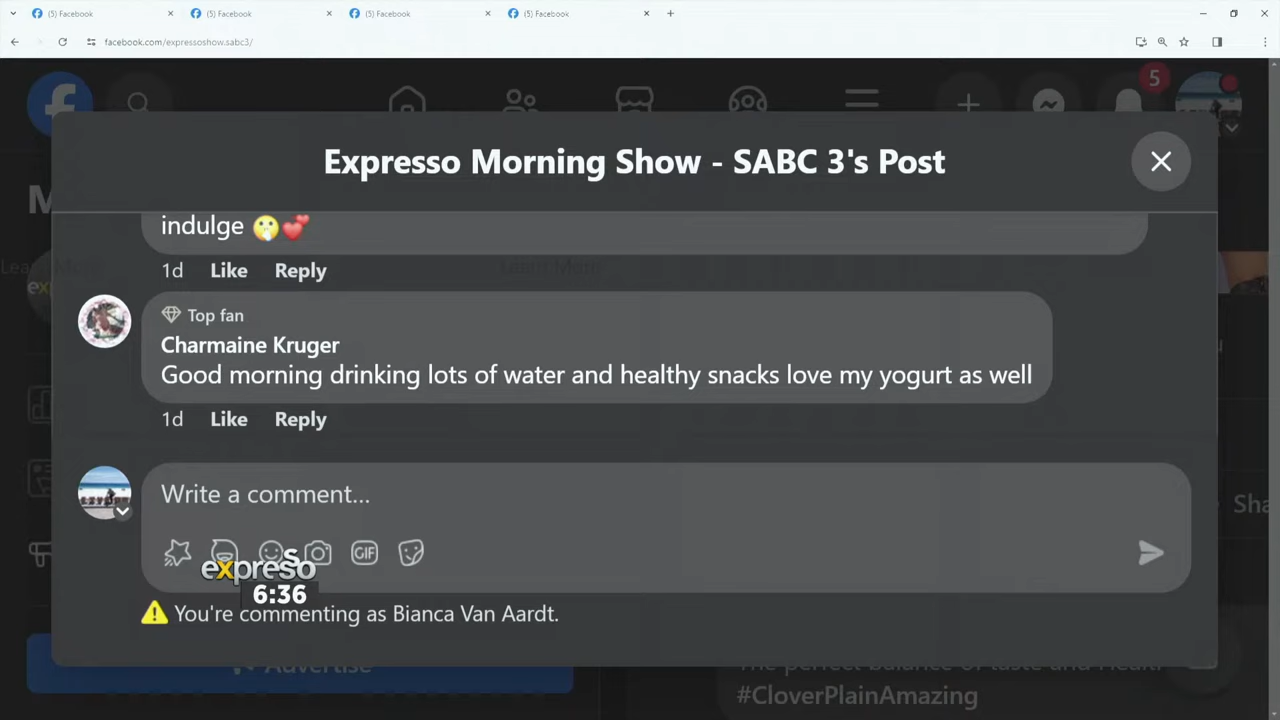 (5) Facebook
(5) Facebook
(5) Facebook
(5) Facebook
facebook.com/expressoshow.sabc3/
5
Expresso Morning Show - SABC 3's Post
indulge 🤫💕
1d Like Reply
Top fan
Charmaine Kruger
Good morning drinking lots of water and healthy snacks love my yogurt as well
1d Like Reply
Write a comment...
GIF
expresso
6:36
You're commenting as Bianca Van Aardt.
Advertise
The perfect balance of taste and Health
#CloverPlainAmazing